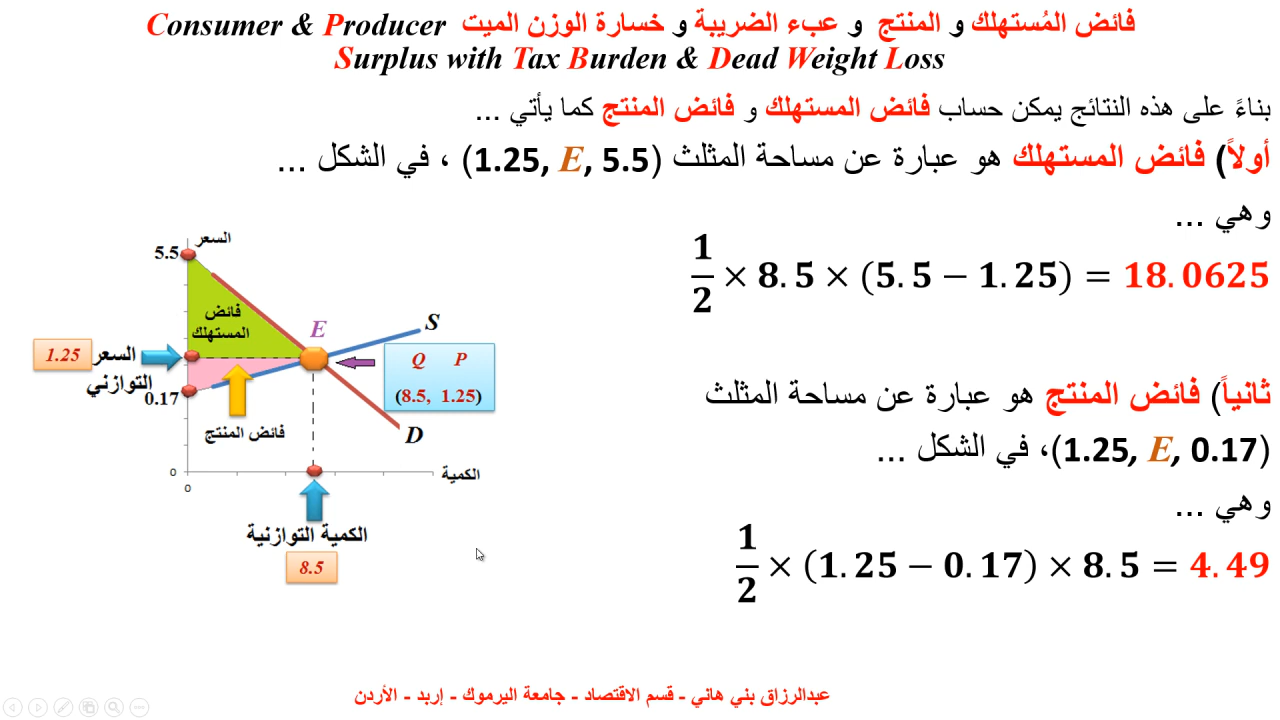 فائض المُستهلك و المنتج و عبء الضريبة و خسارة الوزن الميت Consumer & Producer
Surplus with Tax Burden & Dead Weight Loss
بناءً على هذه النتائج يمكن حساب فائض المستهلك و فائض المنتج كما يأتي ...
أولاً) فائض المستهلك هو عبارة عن مساحة المثلث (1.25, E, 5.5) ، في الشكل ...
وهي ...
1/2 × 8.5 × (5.5 − 1.25) = 18.0625
ثانياً) فائض المنتج هو عبارة عن مساحة المثلث
(1.25, E, 0.17)، في الشكل ...
وهي ...
1/2 × (1.25 − 0.17) × 8.5 = 4.49
السعر
5.5
فائض
المستهلك
E
S
Q P
(8.5, 1.25)
1.25
السعر
التوازني
0.17
فائض المنتج
D
0
0
الكمية
الكمية التوازنية
8.5
عبدالرزاق بني هاني - قسم الاقتصاد - جامعة اليرموك - إربد - الأردن